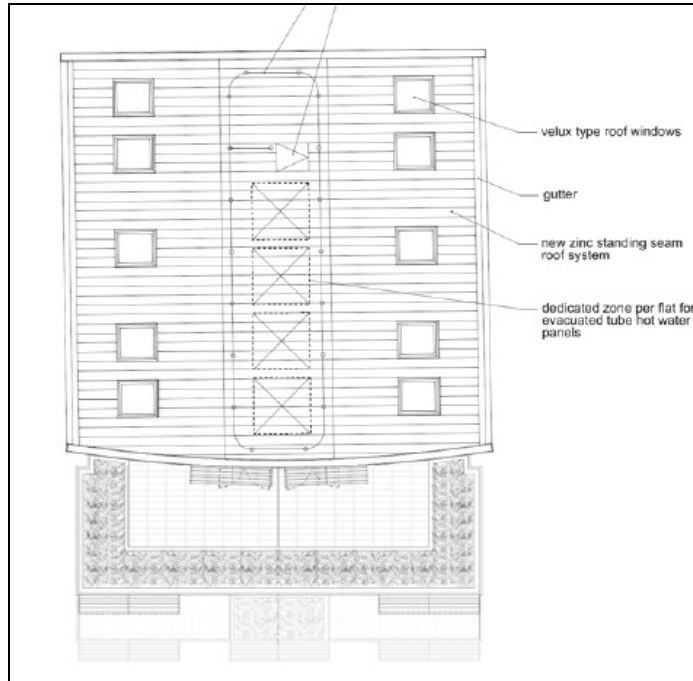 velux type roof windows
gutter
new zinc standing seam
roof system
dedicated zone per flat for
evacuated tube hot water
panels